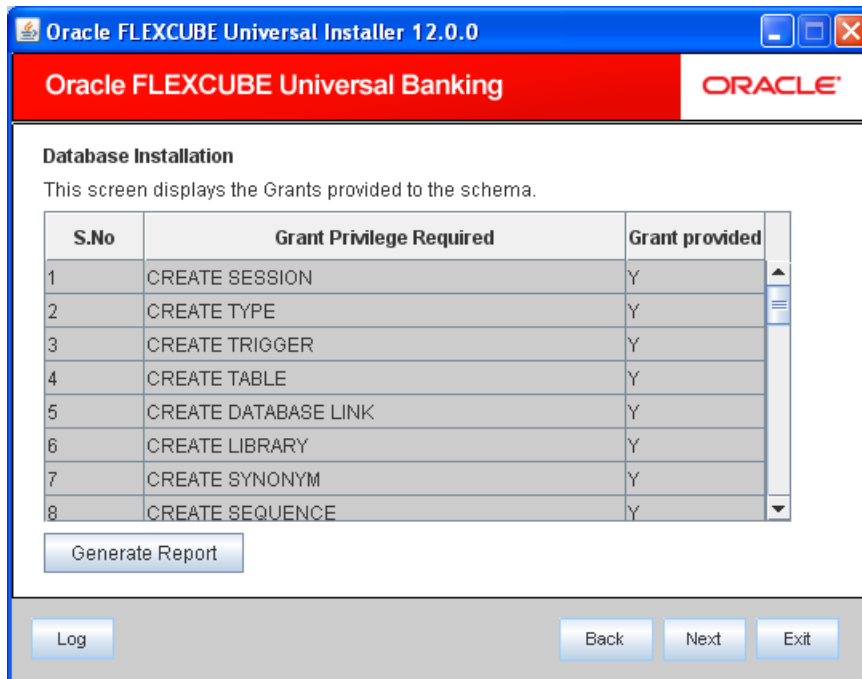 Oracle FLEXCUBE Universal Installer 12.0.0
Oracle FLEXCUBE Universal Banking
ORACLE
Database Installation
This screen displays the Grants provided to the schema.
S.No Grant Privilege Required Grant provided
1 CREATE SESSION Y
2 CREATE TYPE Y
3 CREATE TRIGGER Y
4 CREATE TABLE Y
5 CREATE DATABASE LINK Y
6 CREATE LIBRARY Y
7 CREATE SYNONYM Y
8 CREATE SEQUENCE Y
Generate Report
Log Back Next Exit